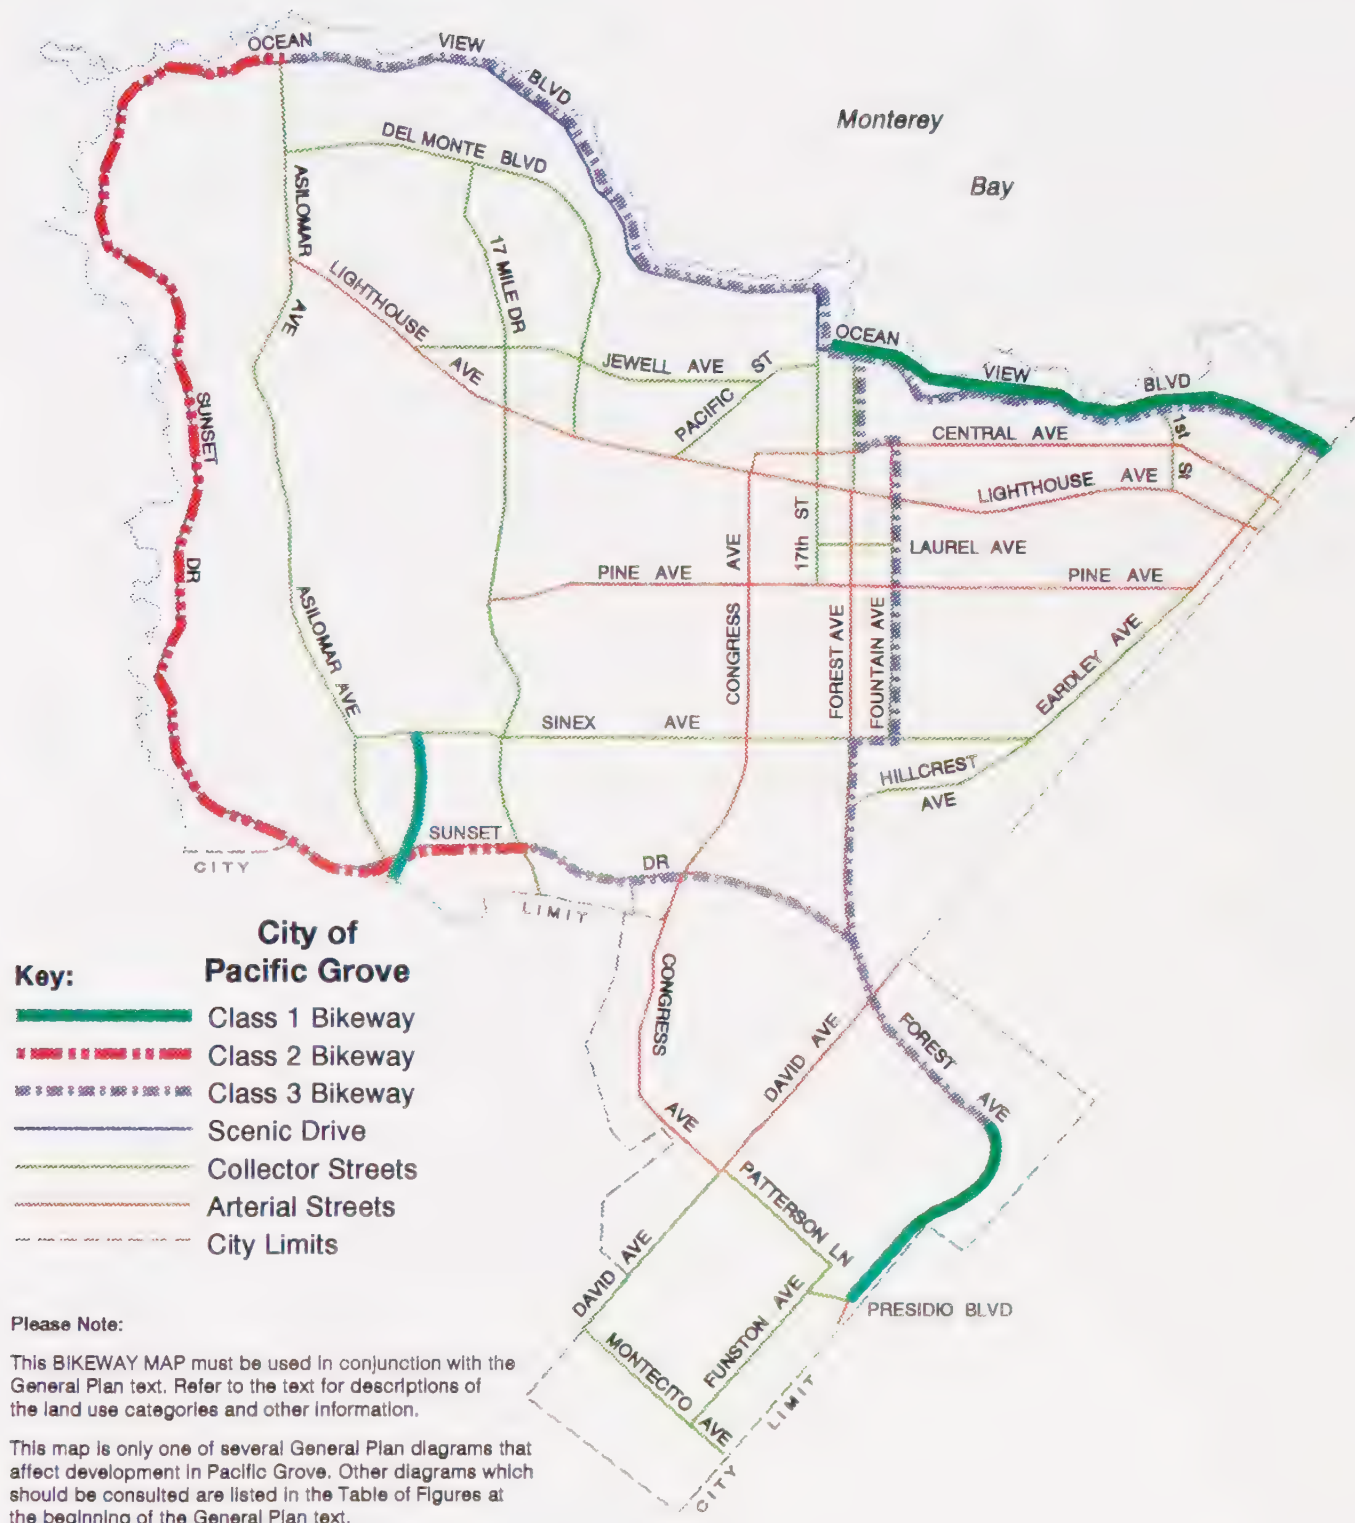 OCEAN VIEW BLVD
Monterey
Bay
DEL MONTE BLVD
ASILOMAR AVE
17 MILE DR
LIGHTHOUSE AVE
OCEAN VIEW BLVD
JEWELL AVE
PACIFIC ST
SUNSET DR
CENTRAL AVE
1st St
LIGHTHOUSE AVE
17th ST
LAUREL AVE
PINE AVE
PINE AVE
CONGRESS AVE
FOREST AVE
FOUNTAIN AVE
EARDLEY AVE
ASILOMAR AVE
SINEX AVE
HILLCREST AVE
SUNSET DR
CITY LIMIT
CONGRESS AVE
DAVID AVE
FOREST AVE
PATTERSON LN
DAVID AVE
FUNSTON AVE
PRESIDIO BLVD
MONTECITO AVE
CITY LIMIT
City of
Pacific Grove
Key:
Class 1 Bikeway
Class 2 Bikeway
Class 3 Bikeway
Scenic Drive
Collector Streets
Arterial Streets
City Limits
Please Note:
This BIKEWAY MAP must be used in conjunction with the
General Plan text. Refer to the text for descriptions of
the land use categories and other information.
This map is only one of several General Plan diagrams that
affect development in Pacific Grove. Other diagrams which
should be consulted are listed in the Table of Figures at
the beginning of the General Plan text.